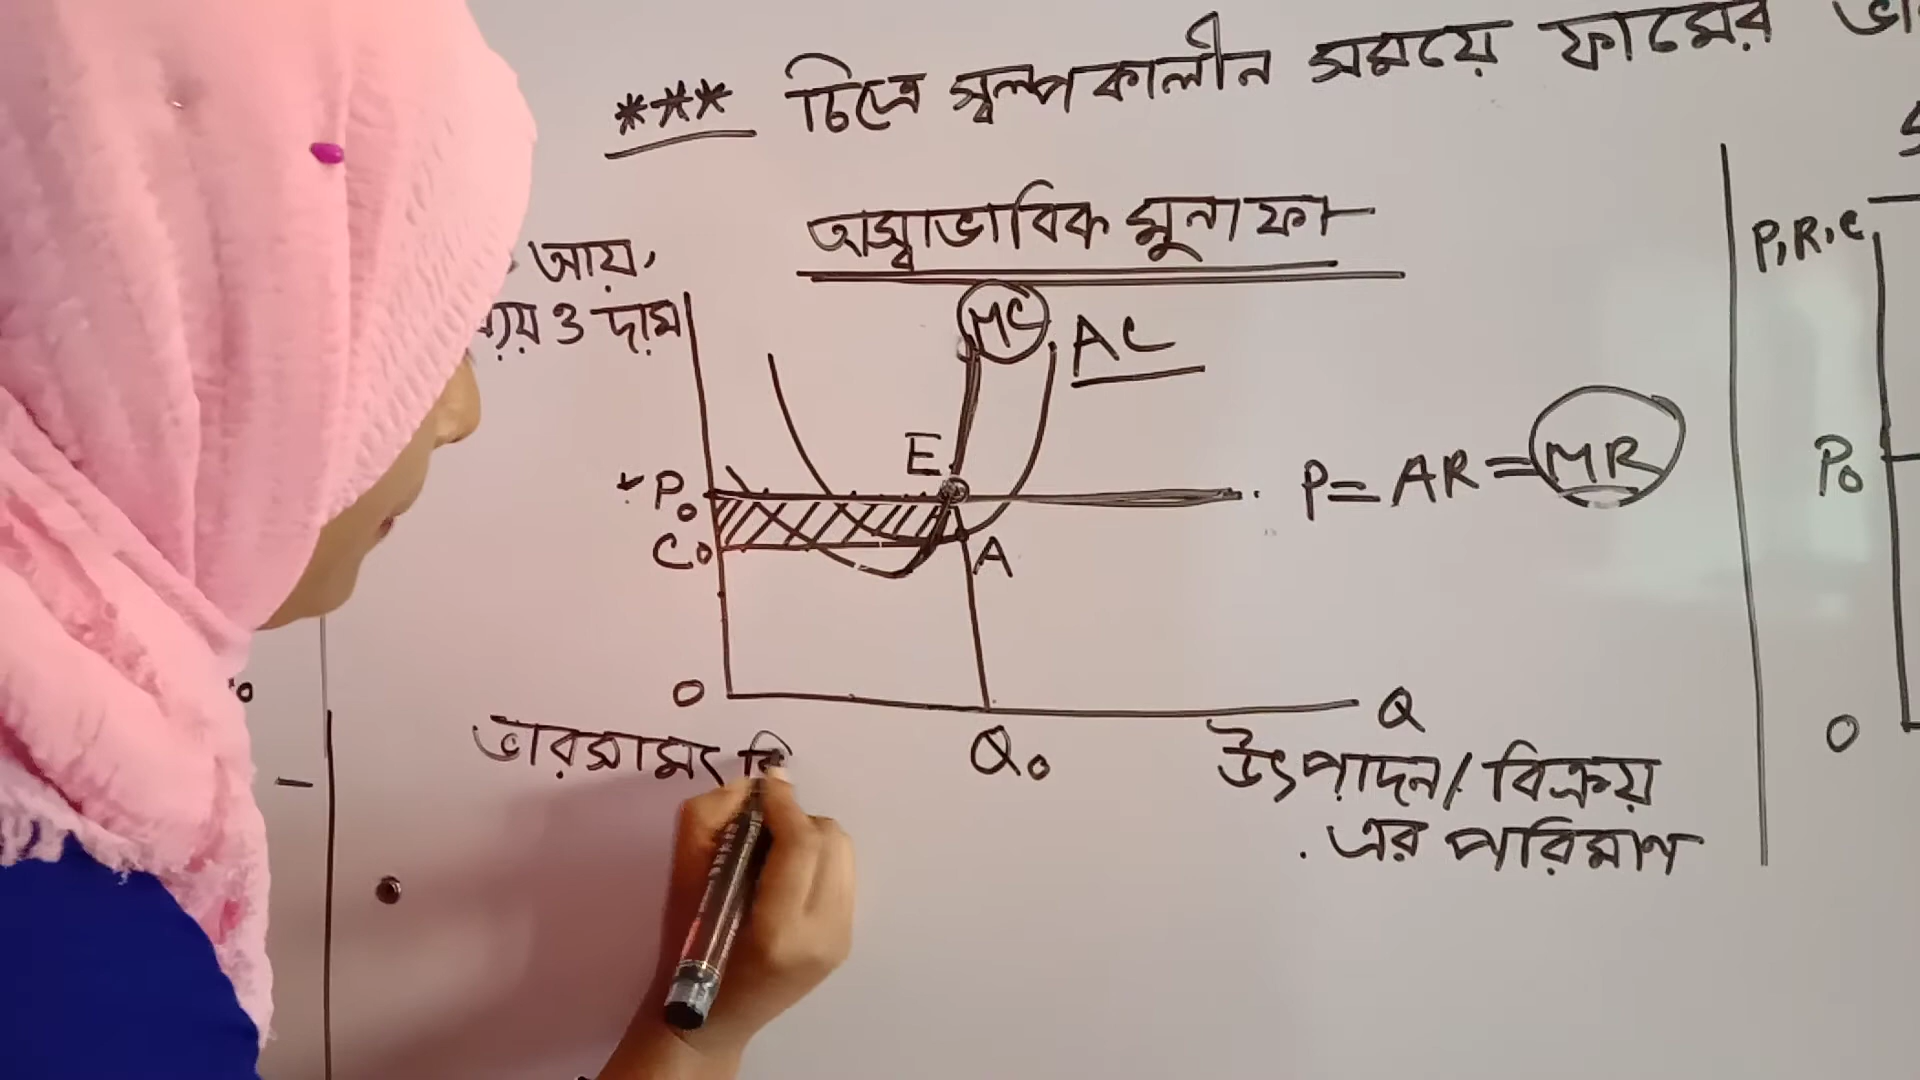 *** চিত্রে স্বল্পকালীন সময়ে ফার্মের
অস্বাভাবিক মুনাফা
আয়,
ব্যয় ও দাম
MC
AC
E
P₀
P = AR = MR
C₀
A
O
Q
Q₀
ভারসাম্য বি
উৎপাদন/বিক্রয়
এর পরিমাণ
P, R, C
P₀
O